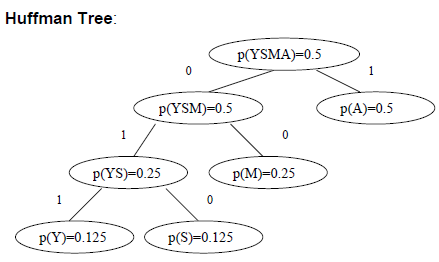 Huffman Tree:
p(YSMA)=0.5
0
1
p(YSM)=0.5
p(A)=0.5
1
0
p(YS)=0.25
p(M)=0.25
1
0
p(Y)=0.125
p(S)=0.125